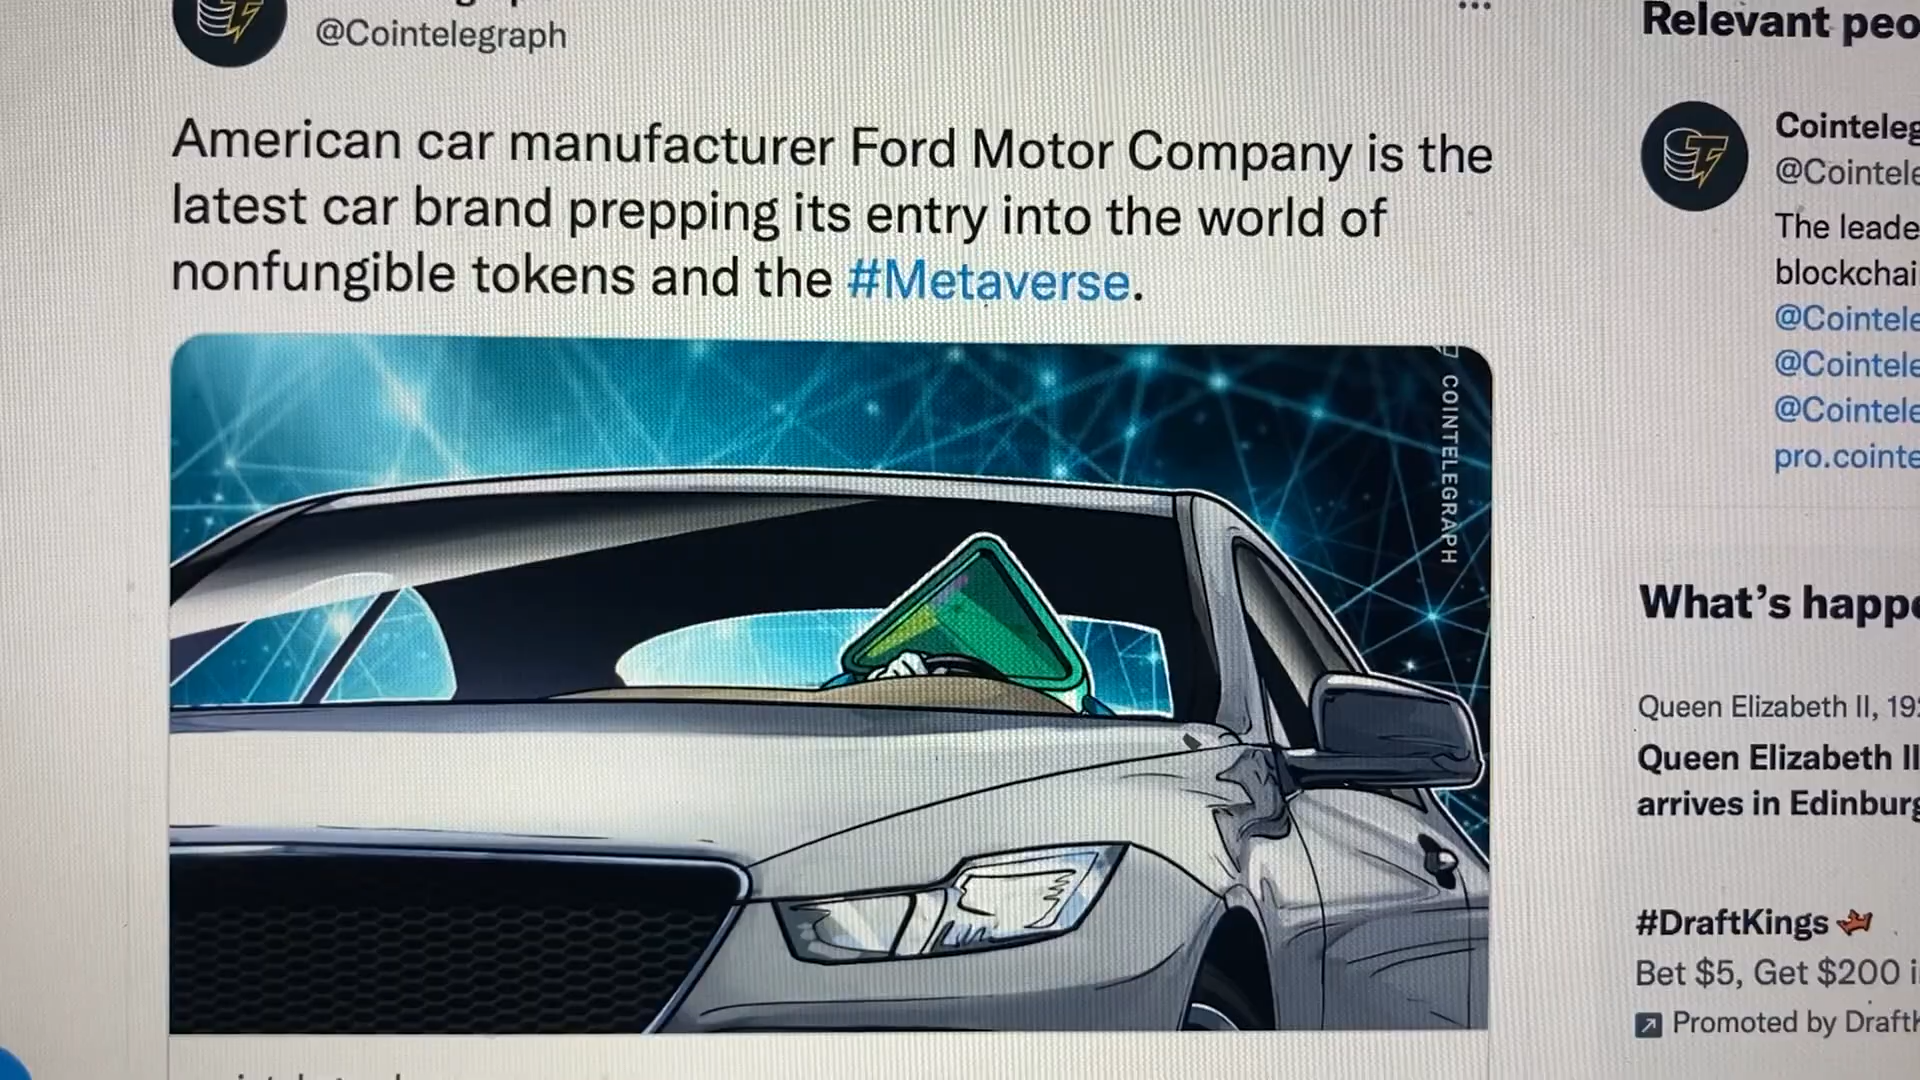 @Cointelegraph
American car manufacturer Ford Motor Company is the
latest car brand prepping its entry into the world of
nonfungible tokens and the #Metaverse.
COINTELEGRAPH
Relevant peo
Cointeleg
@Cointele
The leade
blockchai
@Cointele
@Cointele
@Cointele
pro.cointe
What's happe
Queen Elizabeth II, 19
Queen Elizabeth II
arrives in Edinburg
#DraftKings
Bet $5, Get $200 i
Promoted by Draft